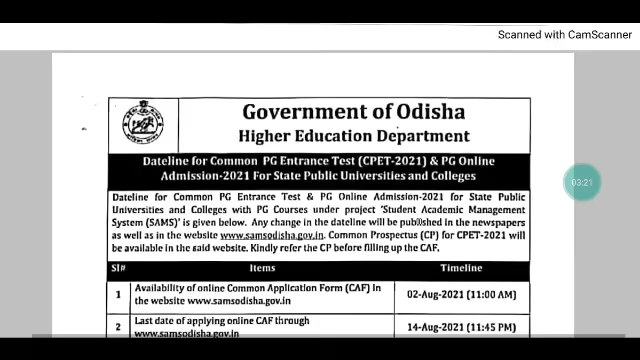 Scanned with CamScanner
Government of Odisha
Higher Education Department
Dateline for Common PG Entrance Test (CPET-2021) & PG Online
Admission-2021 For State Public Universities and Colleges
03:21
Dateline for Common PG Entrance Test & PG Online Admission-2021 for State Public
Universities and Colleges with PG Courses under project 'Student Academic Management
System (SAMS)' is given below. Any change in the dateline will be published in the newspapers
as well as in the website www.samsodisha.gov.in. Common Prospectus (CP) for CPET-2021 will
be available in the said website. Kindly refer the CP before filling up the CAF.
Sl# Items Timeline
1 Availability of online Common Application Form (CAF) in
the website www.samsodisha.gov.in 02-Aug-2021 (11:00 AM)
2 Last date of applying online CAF through
www.samsodisha.gov.in 14-Aug-2021 (11:45 PM)